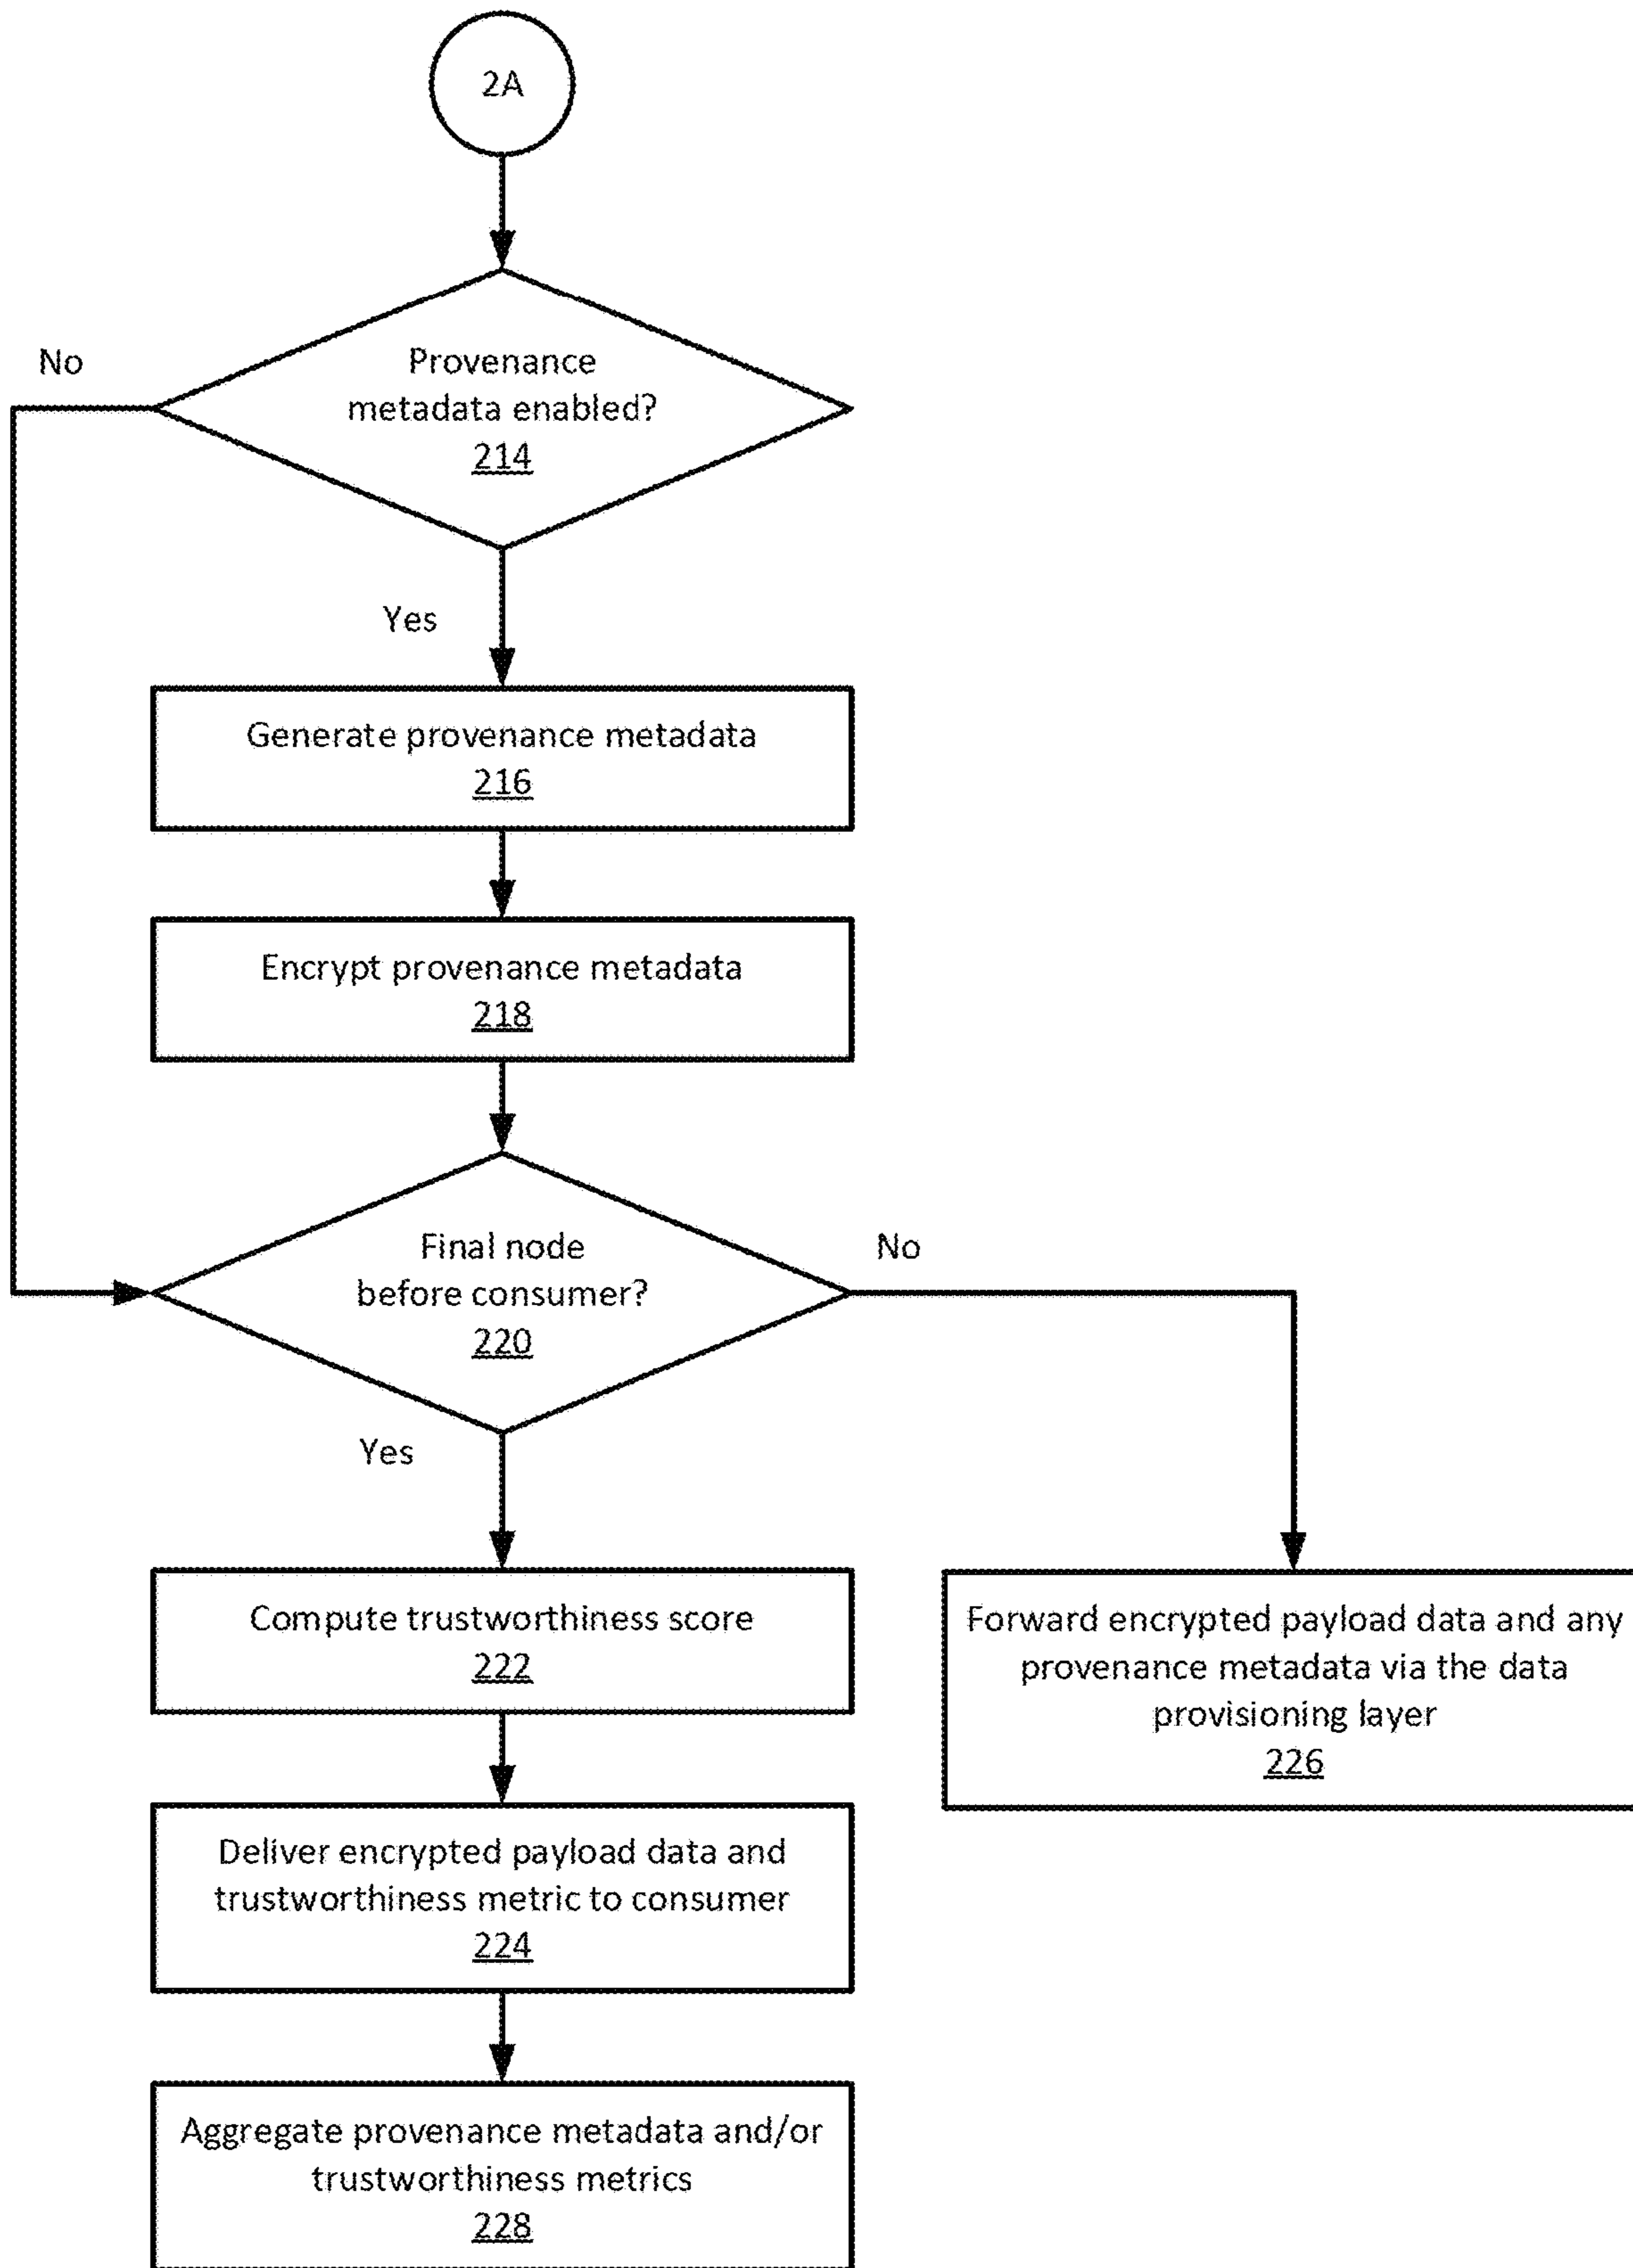 2A
No
Provenance
metadata enabled?
214
Yes
Generate provenance metadata
216
Encrypt provenance metadata
218
Final node
before consumer?
220
No
Yes
Compute trustworthiness score
222
Forward encrypted payload data and any
provenance metadata via the data
provisioning layer
226
Deliver encrypted payload data and
trustworthiness metric to consumer
224
Aggregate provenance metadata and/or
trustworthiness metrics
228